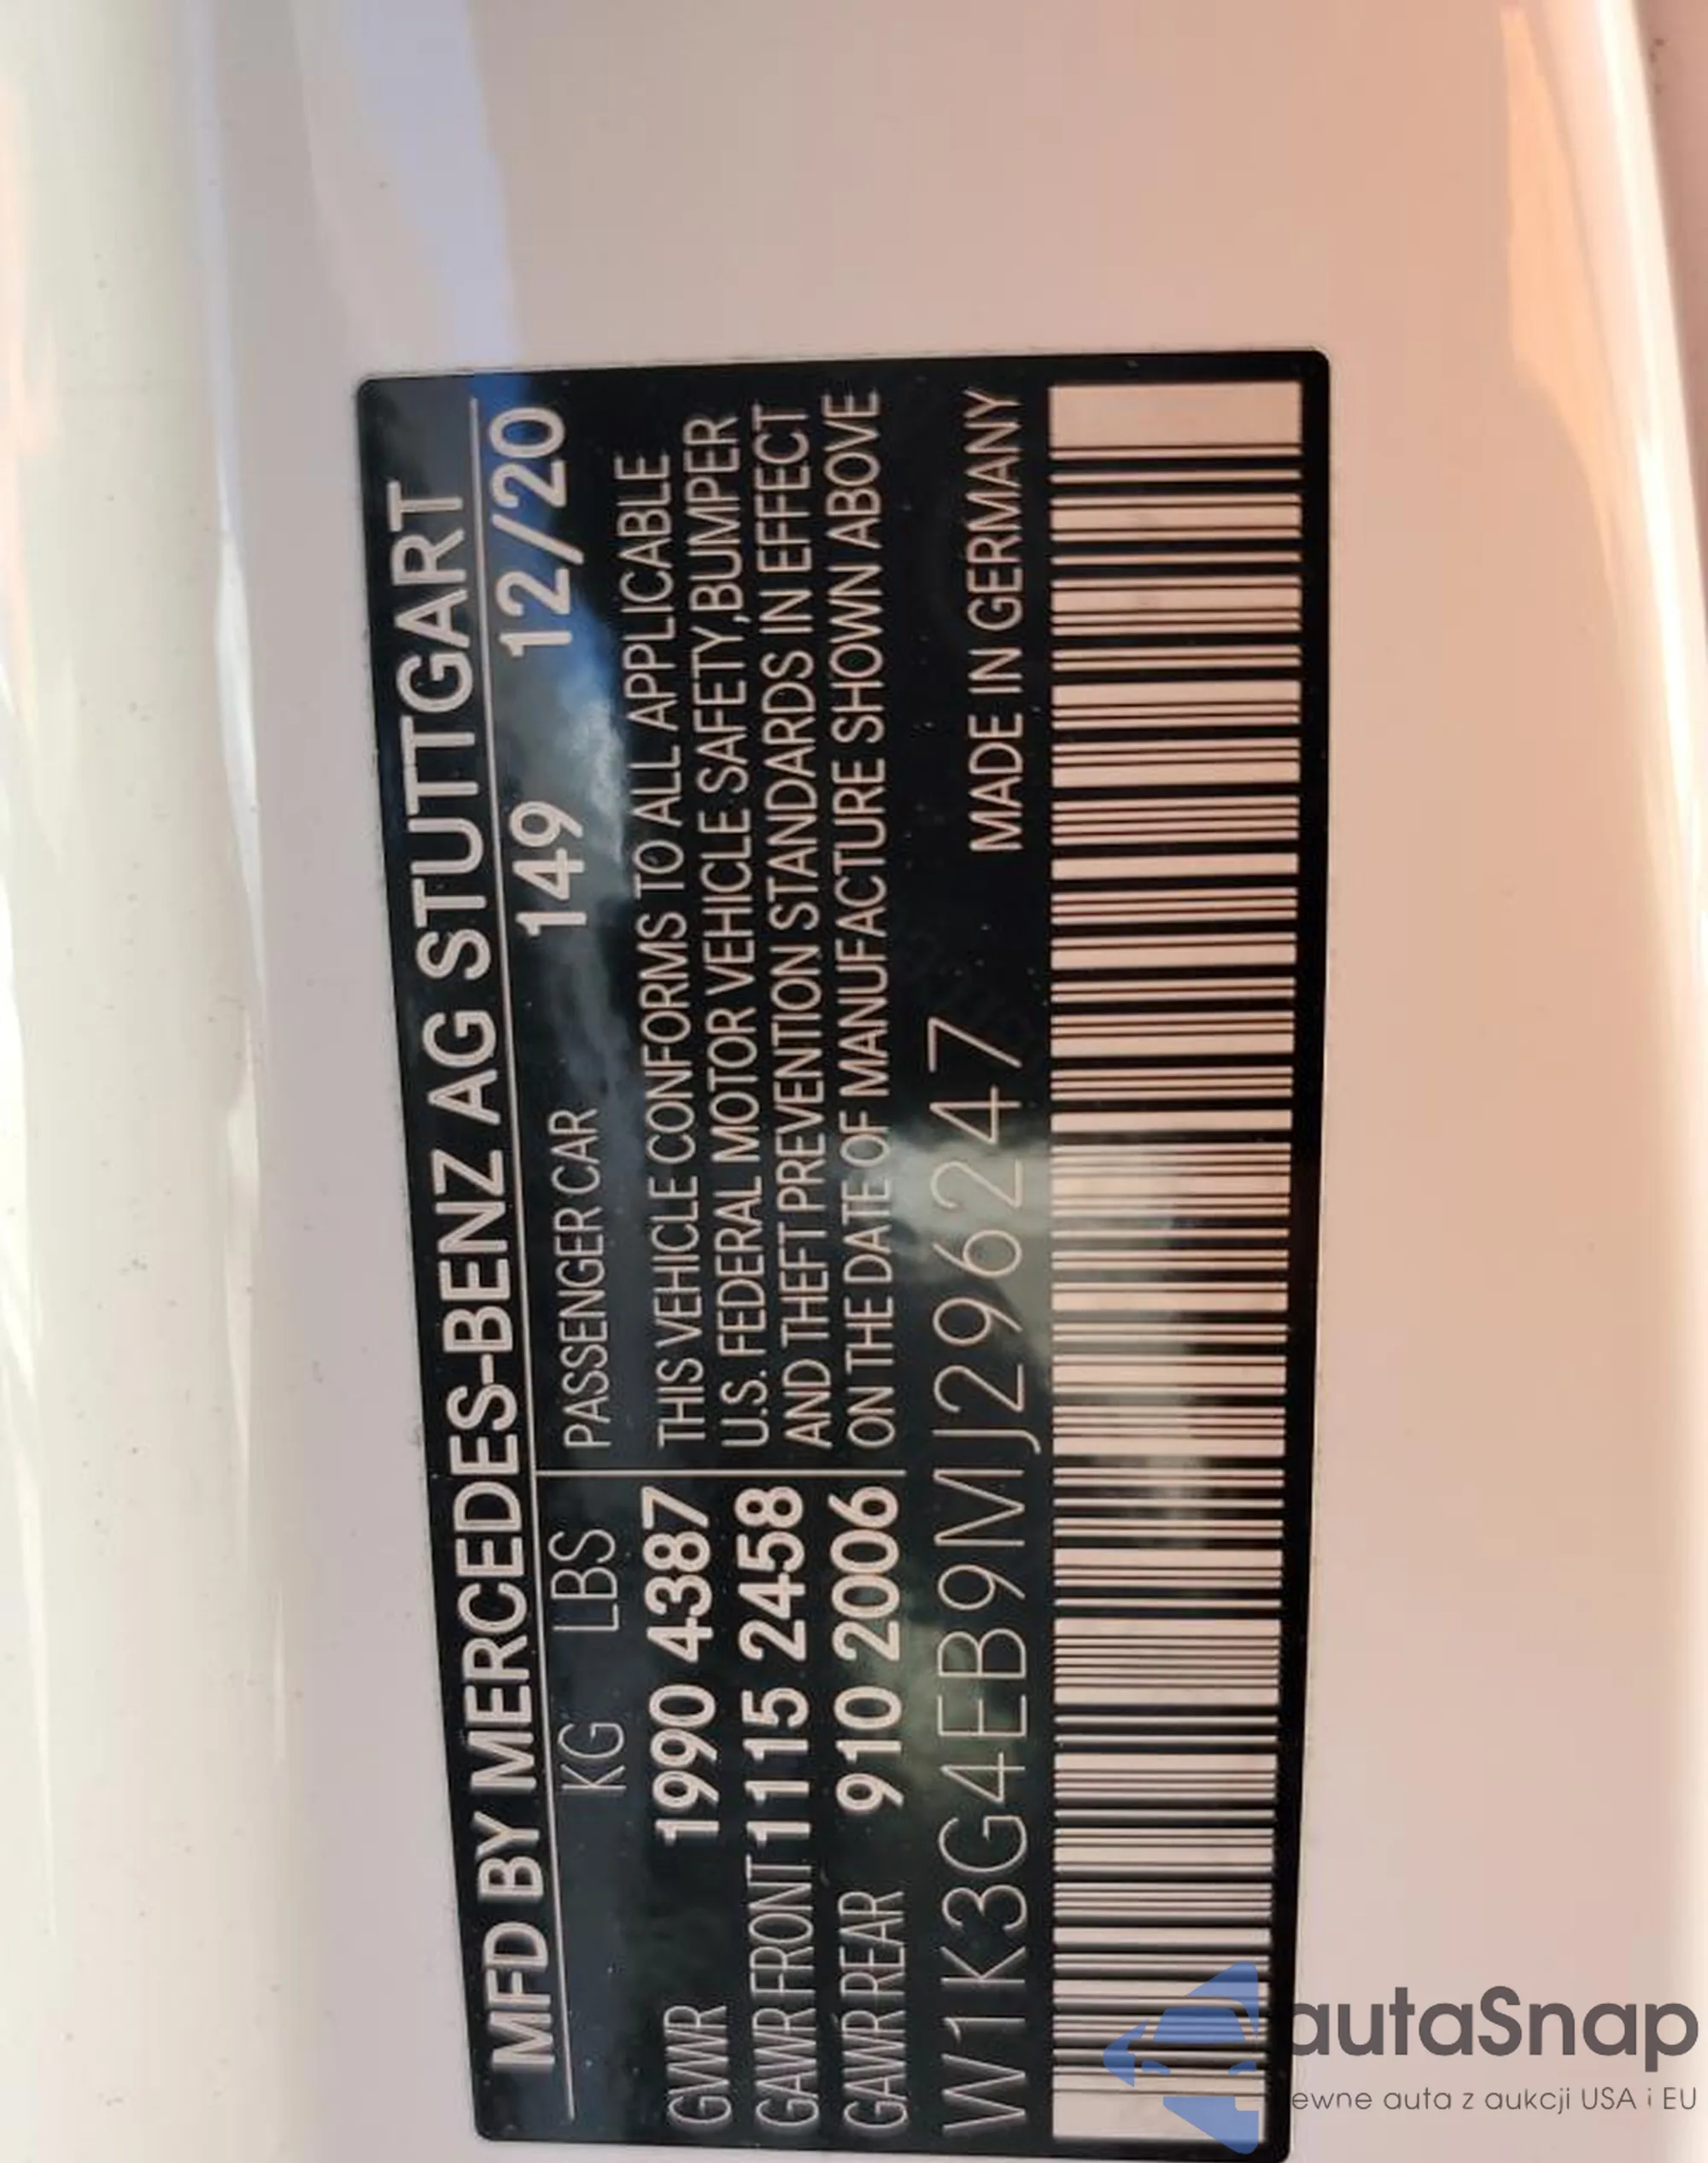 MFD BY MERCEDES-BENZ AG STUTTGART
KG LBS PASSENGER CAR 149 12/20
GVWR 1990 4387 THIS VEHICLE CONFORMS TO ALL APPLICABLE
GAWR FRONT 1115 2458 U.S. FEDERAL MOTOR VEHICLE SAFETY,BUMPER
AND THEFT PREVENTION STANDARDS IN EFFECT
GAWR REAR 910 2006 ON THE DATE OF MANUFACTURE SHOWN ABOVE
W1K3G4EB9MJ296247 MADE IN GERMANY
autaSnap
ewne auta z aukcji USA i EU